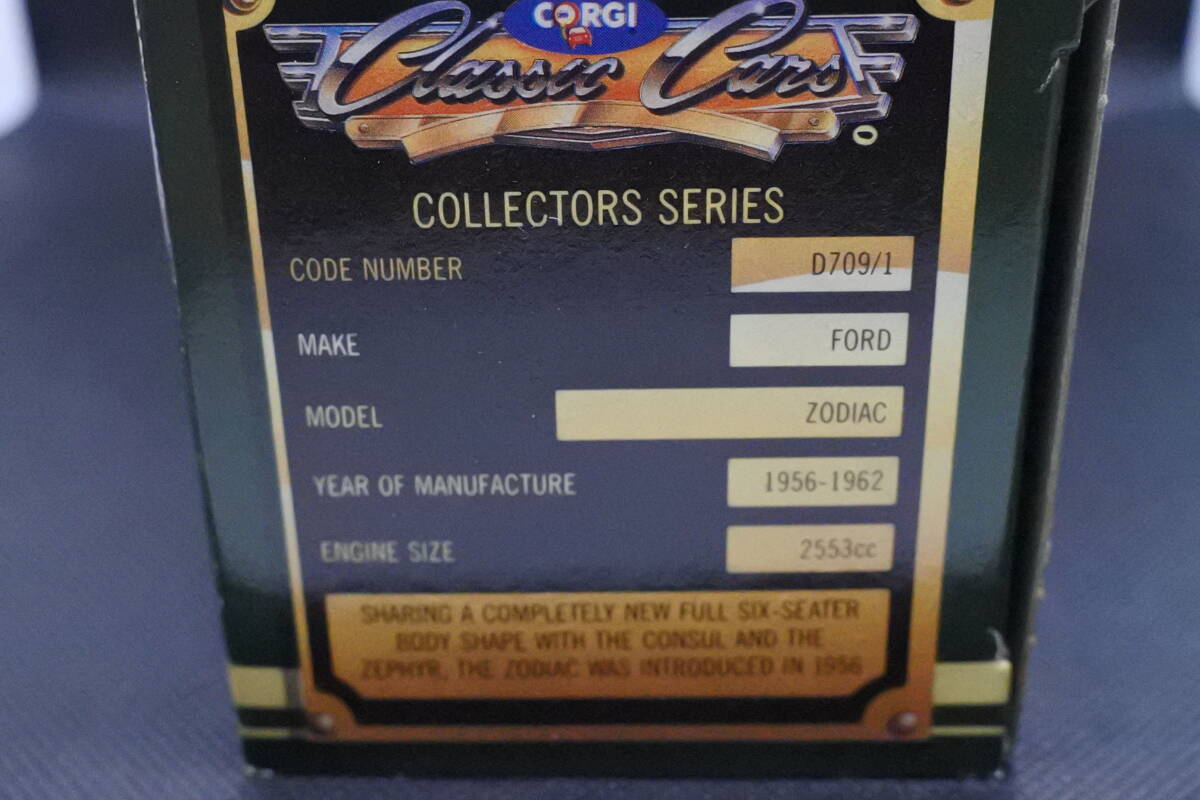 CORGI
Classic Cars
COLLECTORS SERIES
CODE NUMBER D709/1
MAKE FORD
MODEL ZODIAC
YEAR OF MANUFACTURE 1956-1962
ENGINE SIZE 2553cc
SHARING A COMPLETELY NEW FULL SIX-SEATER
BODY SHAPE WITH THE CONSUL AND THE
ZEPHYR, THE ZODIAC WAS INTRODUCED IN 1956